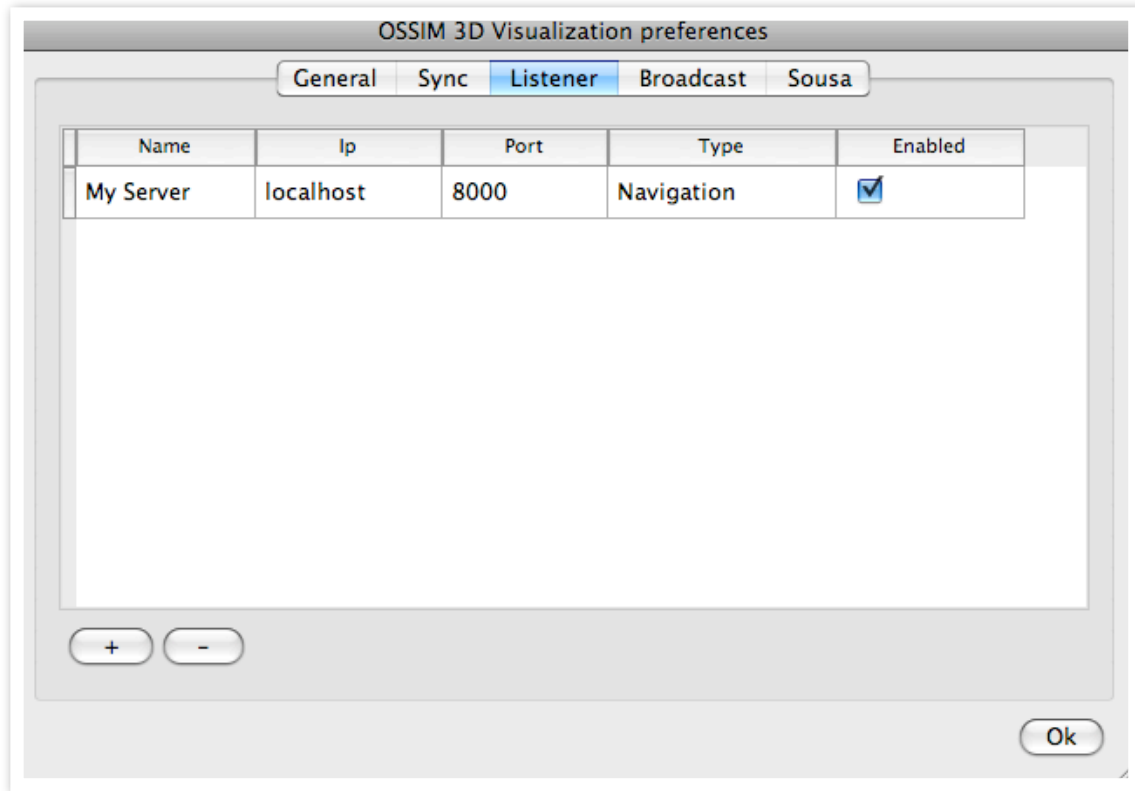 OSSIM 3D Visualization preferences
General Sync Listener Broadcast Sousa
Name Ip Port Type Enabled
My Server localhost 8000 Navigation
+ -
Ok